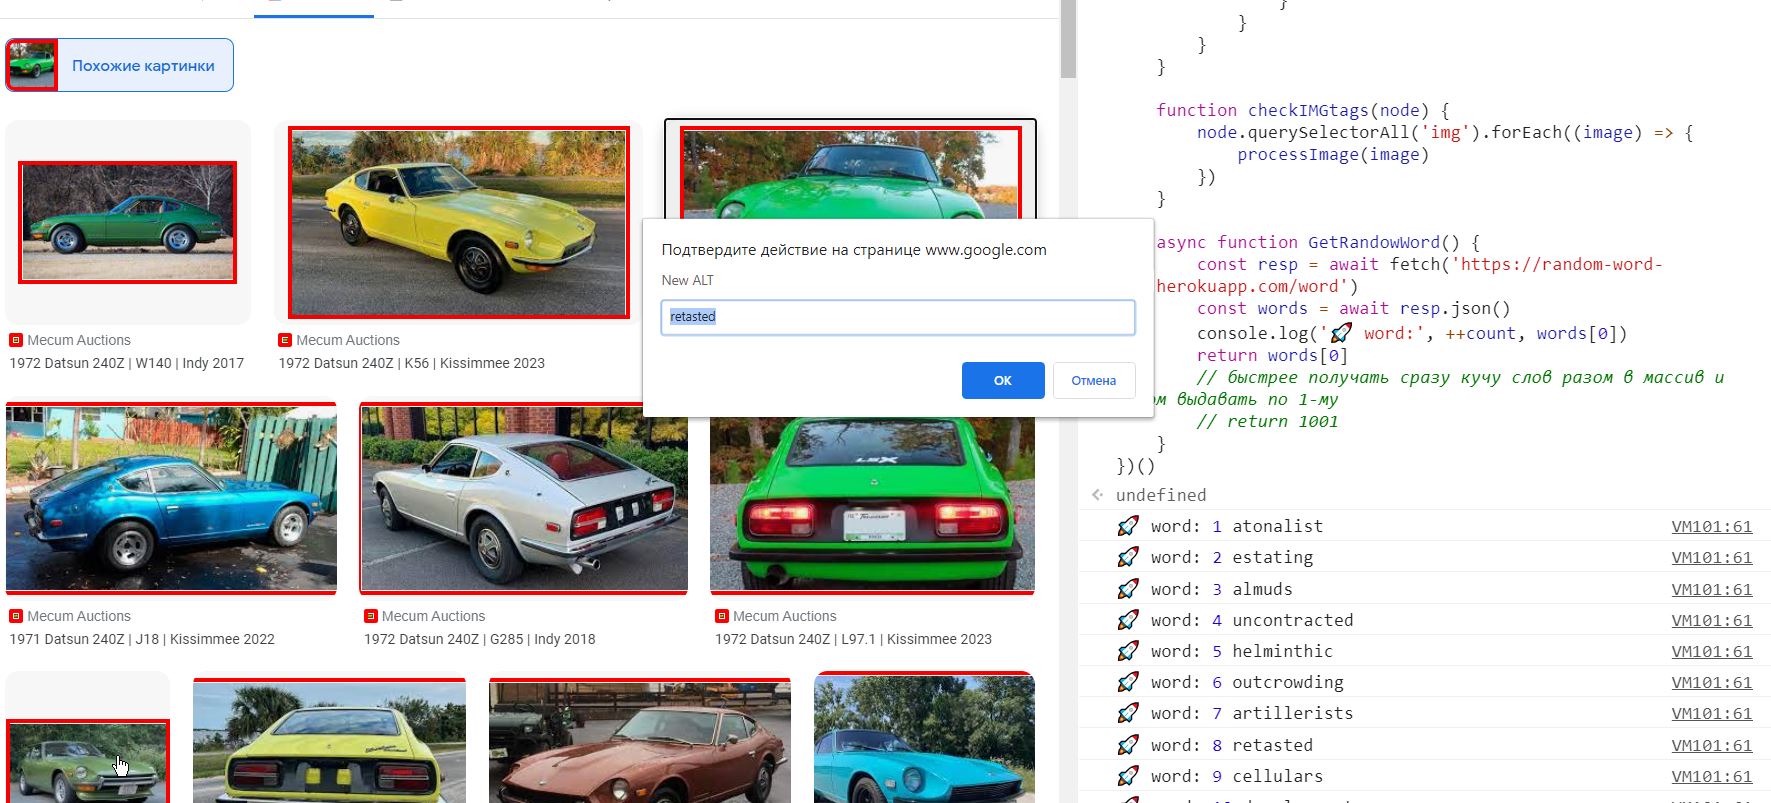 Похожие картинки
Mecum Auctions
1972 Datsun 240Z | W140 | Indy 2017
Mecum Auctions
1972 Datsun 240Z | K56 | Kissimmee 2023
Mecum Auctions
1971 Datsun 240Z | J18 | Kissimmee 2022
Mecum Auctions
1972 Datsun 240Z | G285 | Indy 2018
LSX
Mecum Auctions
1972 Datsun 240Z | L97.1 | Kissimmee 2023
Подтвердите действие на странице www.google.com
New ALT
retasted
ОК
Отмена
}
}
}
}
function checkIMGtags(node) {
node.querySelectorAll('img').forEach((image) => {
processImage(image)
})
}
async function GetRandowWord() {
const resp = await fetch('https://random-word-
herokuapp.com/word')
const words = await resp.json()
console.log('🚀 word:', ++count, words[0])
return words[0]
// быстрее получать сразу кучу слов разом в массив и
ом выдавать по 1-му
// return 1001
}
})()
undefined
🚀 word: 1 atonalist VM101:61
🚀 word: 2 estating VM101:61
🚀 word: 3 almuds VM101:61
🚀 word: 4 uncontracted VM101:61
🚀 word: 5 helminthic VM101:61
🚀 word: 6 outcrowding VM101:61
🚀 word: 7 artillerists VM101:61
🚀 word: 8 retasted VM101:61
🚀 word: 9 cellulars VM101:61